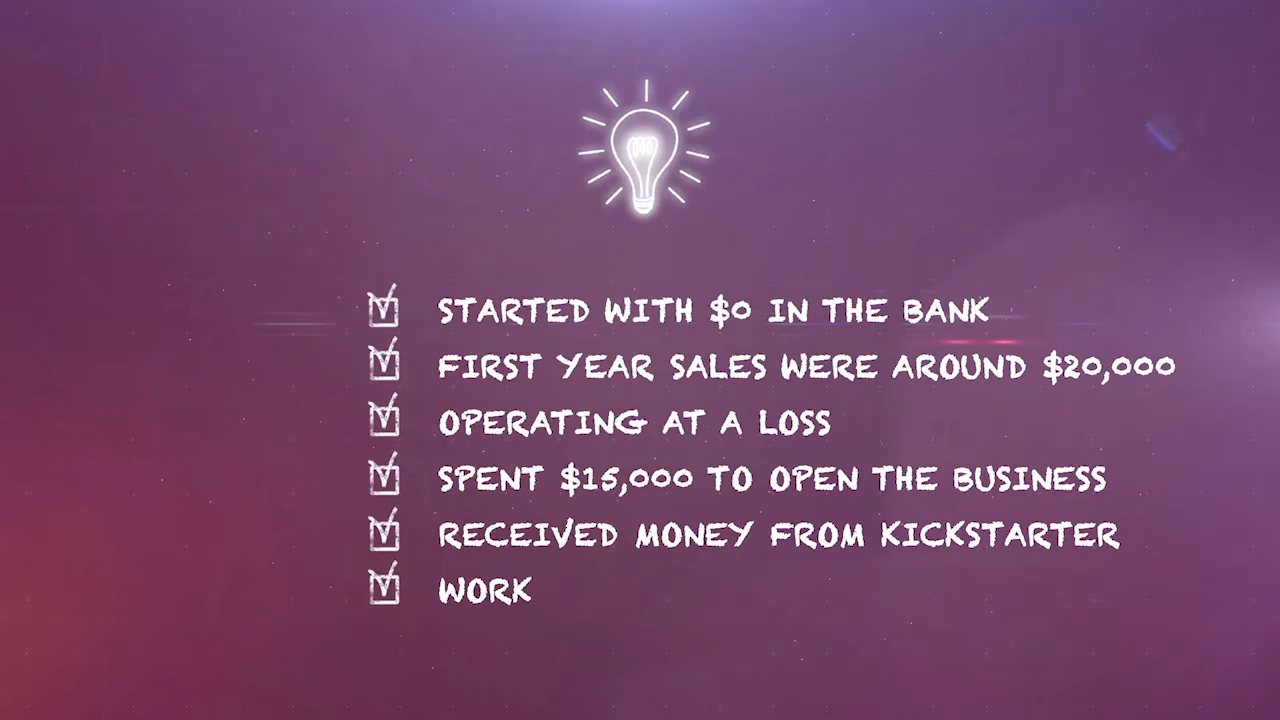 STARTED WITH $0 IN THE BANK
FIRST YEAR SALES WERE AROUND $20,000
OPERATING AT A LOSS
SPENT $15,000 TO OPEN THE BUSINESS
RECEIVED MONEY FROM KICKSTARTER
WORK